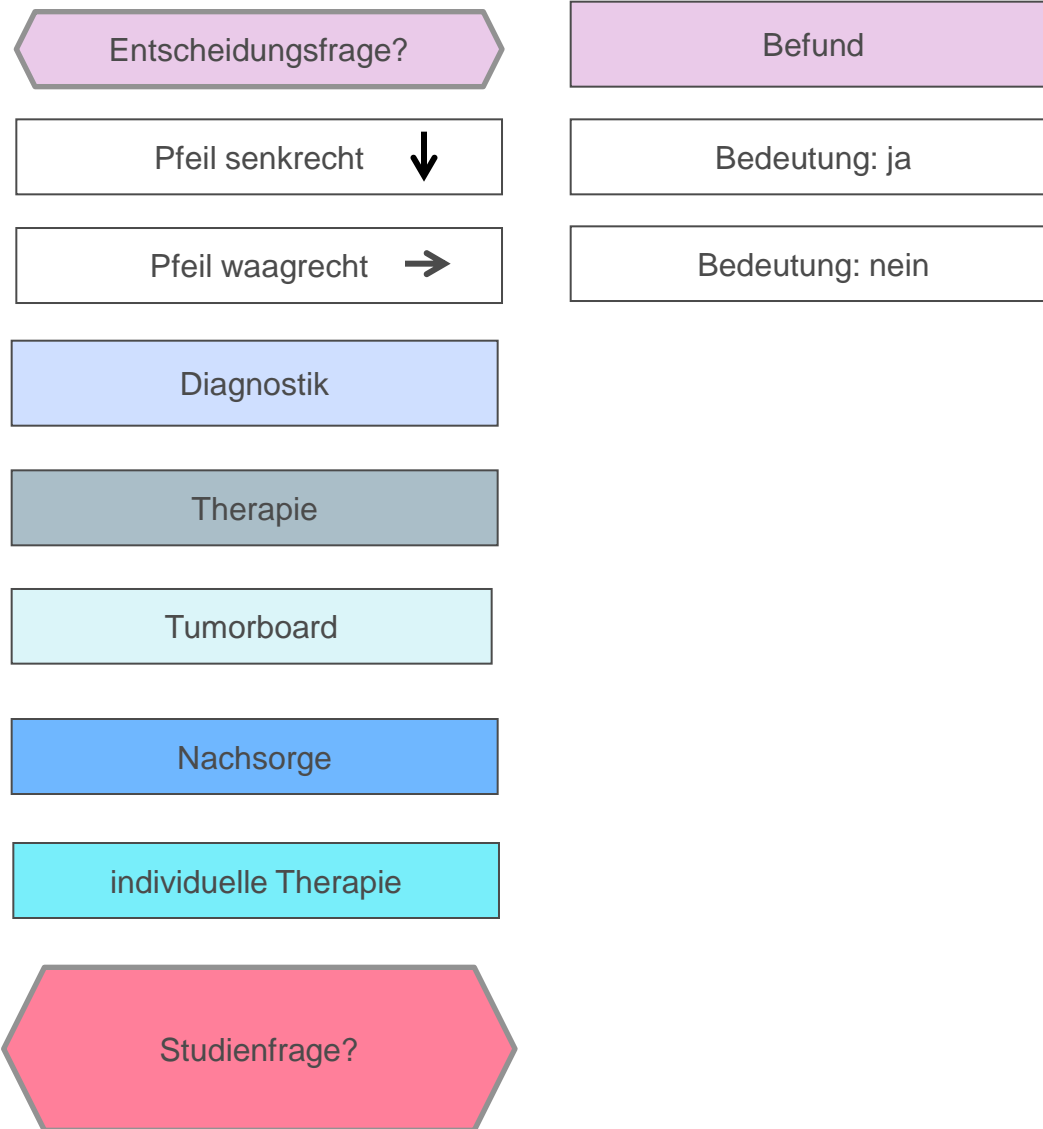 Entscheidungsfrage?
Befund
Pfeil senkrecht
Bedeutung: ja
Pfeil waagrecht
Bedeutung: nein
Diagnostik
Therapie
Tumorboard
Nachsorge
individuelle Therapie
Studienfrage?